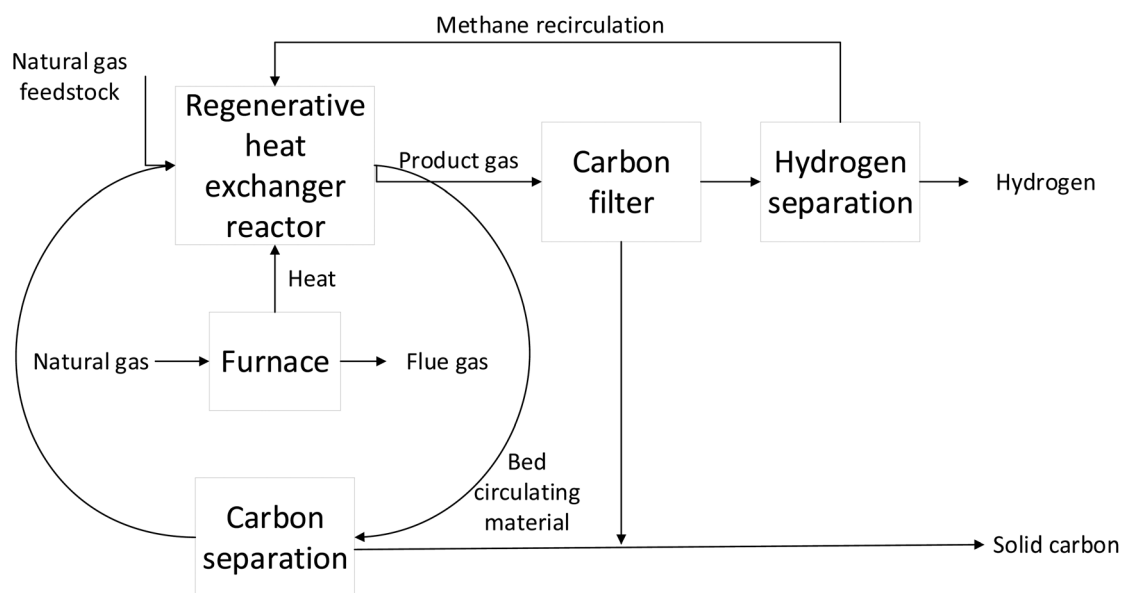 Methane recirculation
Natural gas
feedstock
Regenerative
heat
exchanger
reactor
Product gas
Carbon
filter
Hydrogen
separation
Hydrogen
Heat
Natural gas
Furnace
Flue gas
Bed
circulating
material
Carbon
separation
Solid carbon